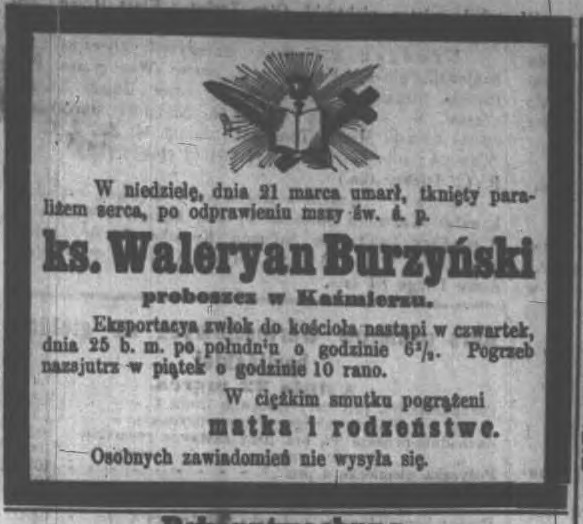 W niedzielę, dnia 21 marca umarł, tknięty para-
liżem serca, po odprawieniu mszy św. ś. p.
ks. Waleryan Burzyński
proboszcz w Kaźmierzu.
Eksportacya zwłok do kościoła nastąpi w czwartek,
dnia 25 b. m. po południu o godzinie 6½. Pogrzeb
nazajutrz w piątek o godzinie 10 rano.
W ciężkim smutku pogrążeni
matka i rodzeństwo.
Osobnych zawiadomień nie wysyła się.